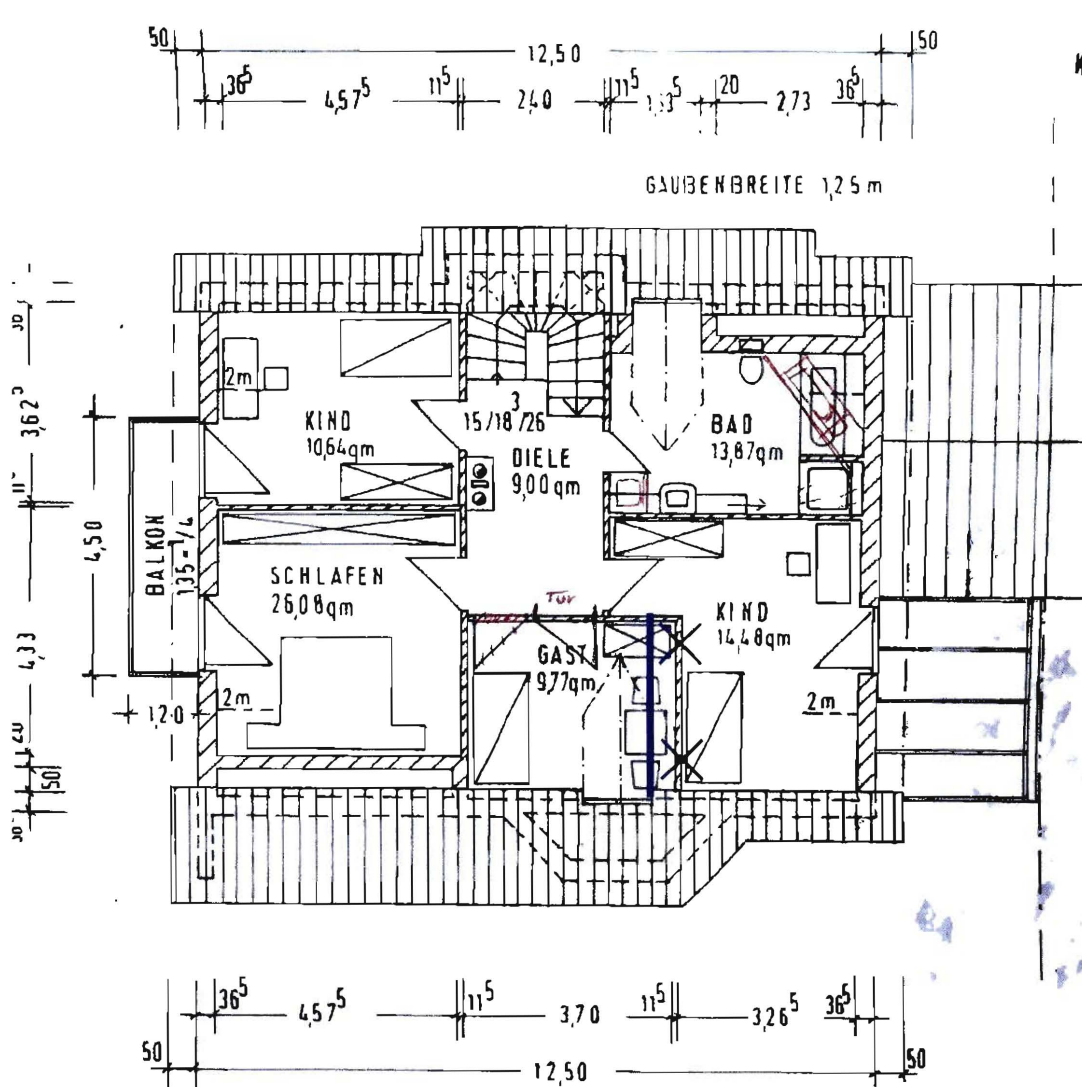 50 12,50 50
36⁵ 4,57⁵ 11⁵ 2,40 11⁵ 20 2,73 36⁵
GAUBENBREITE 1,25 m
2m
KIND
10,64qm
3
15/18/26
DIELE
9,00 qm
BAD
13,87qm
3,62⁵
4,50
BALKON
1,35 = 1/4
SCHLAFEN
26,08qm
Tür
KIND
14,48qm
GAST
9,77qm
4,33
2m
2m
1,20
50
36⁵ 4,57⁵ 11⁵ 3,70 11⁵ 3,26⁵ 36⁵
50 12,50 50